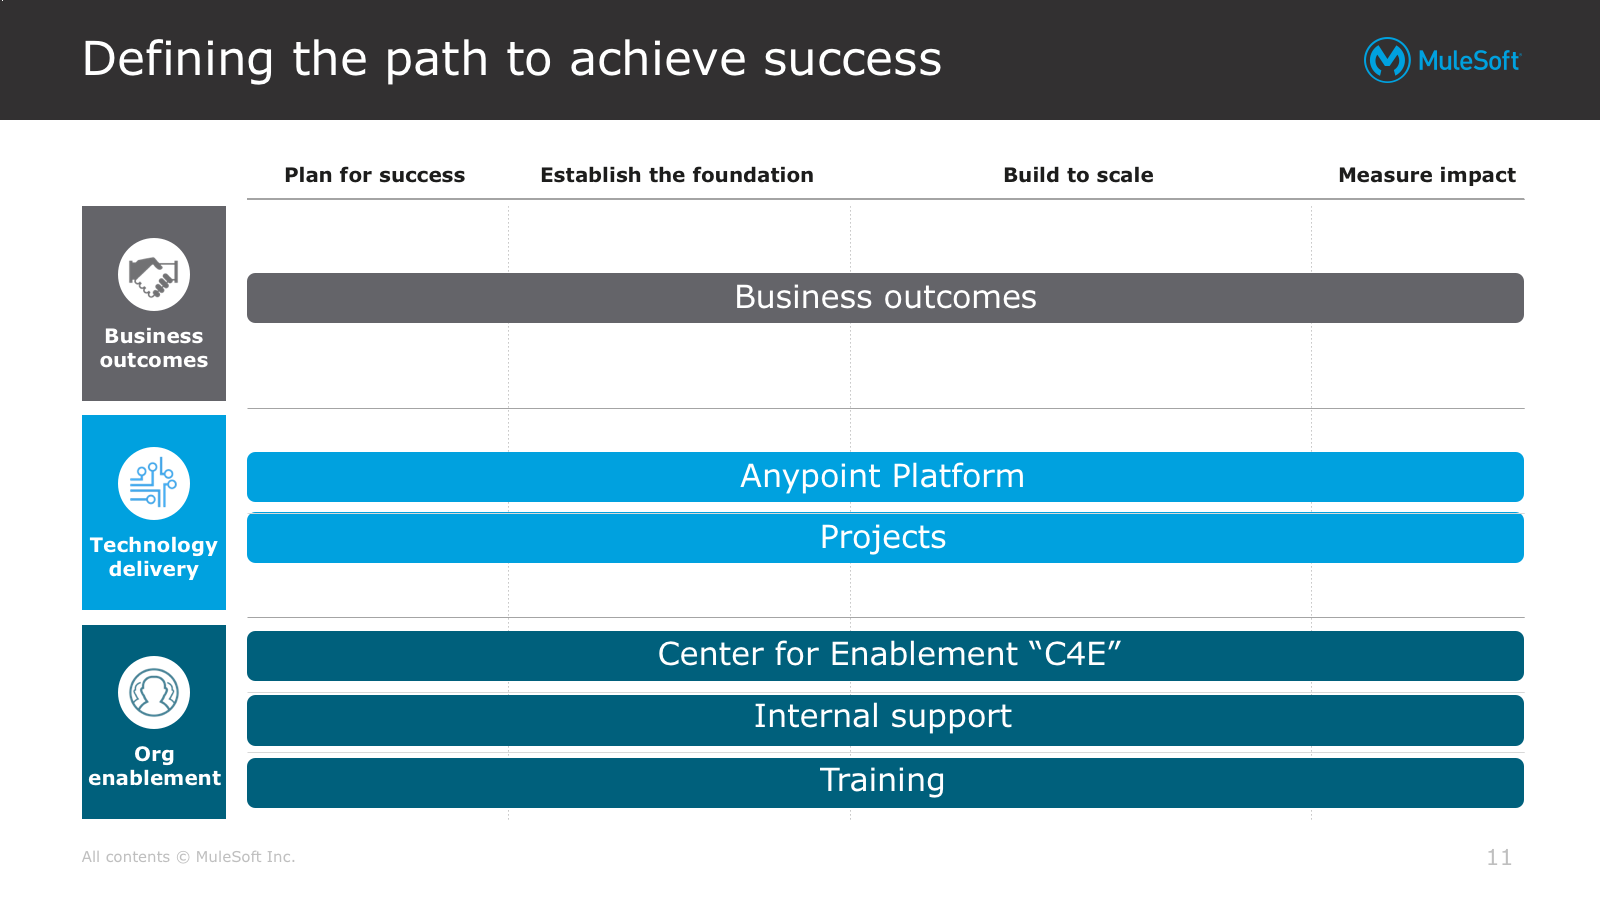 Defining the path to achieve success
MuleSoft
Plan for success
Establish the foundation
Build to scale
Measure impact
Business
outcomes
Business outcomes
Technology
delivery
Anypoint Platform
Projects
Org
enablement
Center for Enablement “C4E”
Internal support
Training
All contents © MuleSoft Inc.
11